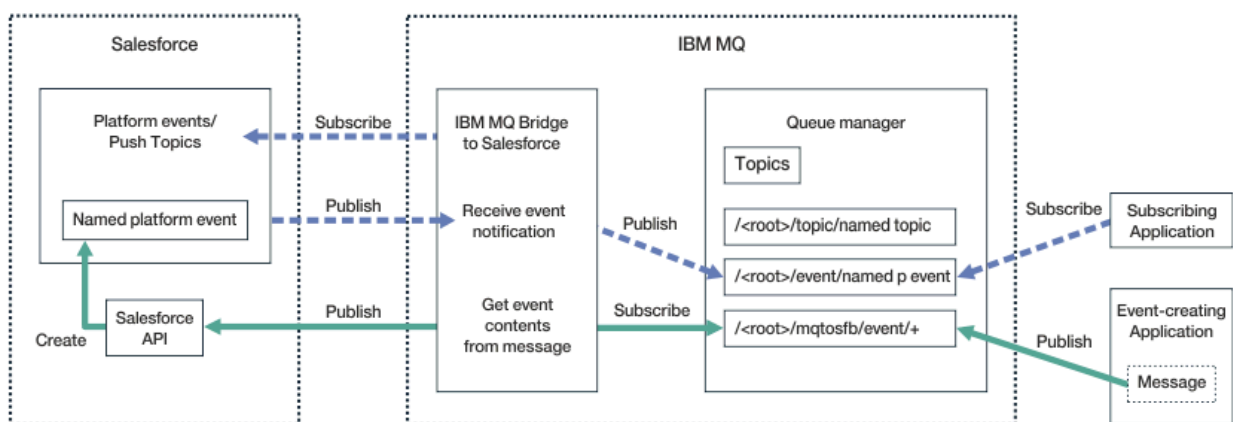 Salesforce
IBM MQ
Platform events/
Push Topics
Subscribe
IBM MQ Bridge
to Salesforce
Queue manager
Topics
Named platform event
Publish
Receive event
notification
Publish
/<root>/topic/named topic
Subscribe
Subscribing
Application
/<root>/event/named p event
Create
Salesforce
API
Publish
Get event
contents
from message
Subscribe
/<root>/mqtosfb/event/+
Publish
Event-creating
Application
Message